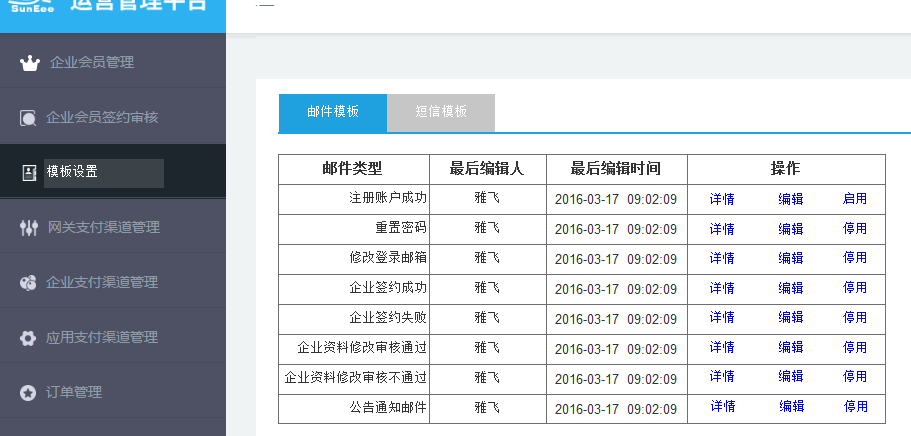 SunEee
运营管理平台
企业会员管理
企业会员签约审核
模板设置
网关支付渠道管理
企业支付渠道管理
应用支付渠道管理
订单管理
邮件模板 短信模板
邮件类型 最后编辑人 最后编辑时间 操作
注册账户成功 雅飞 2016-03-17 09:02:09 详情 编辑 启用
重置密码 雅飞 2016-03-17 09:02:09 详情 编辑 停用
修改登录邮箱 雅飞 2016-03-17 09:02:09 详情 编辑 停用
企业签约成功 雅飞 2016-03-17 09:02:09 详情 编辑 停用
企业签约失败 雅飞 2016-03-17 09:02:09 详情 编辑 停用
企业资料修改审核通过 雅飞 2016-03-17 09:02:09 详情 编辑 停用
企业资料修改审核不通过 雅飞 2016-03-17 09:02:09 详情 编辑 停用
公告通知邮件 雅飞 2016-03-17 09:02:09 详情 编辑 停用